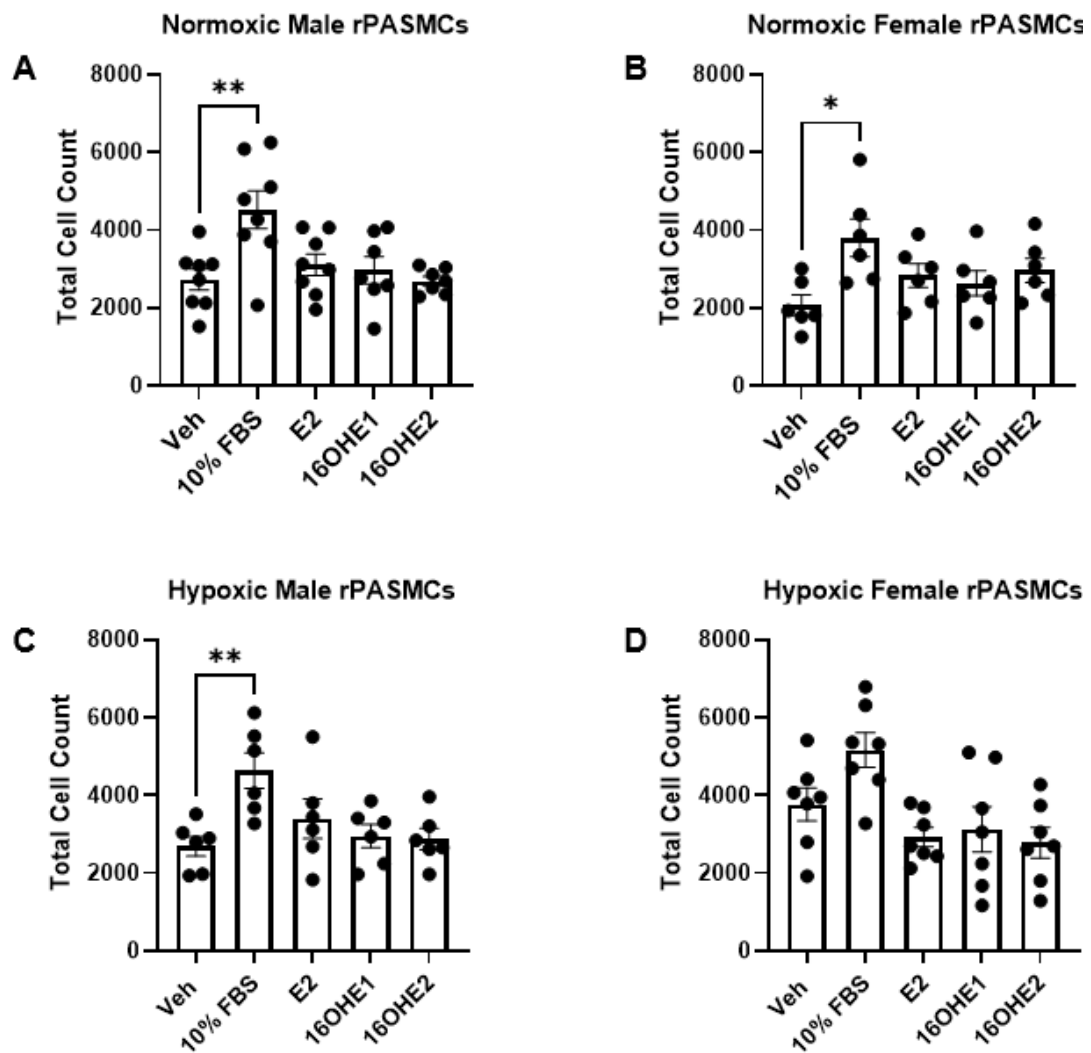 Normoxic Male rPASMCs
A
Total Cell Count
8000
6000
4000
2000
0
**
Veh
10% FBS
E2
16OHE1
16OHE2
Normoxic Female rPASMCs
B
Total Cell Count
8000
6000
4000
2000
0
*
Veh
10% FBS
E2
16OHE1
16OHE2
Hypoxic Male rPASMCs
C
Total Cell Count
8000
6000
4000
2000
0
**
Veh
10% FBS
E2
16OHE1
16OHE2
Hypoxic Female rPASMCs
D
Total Cell Count
8000
6000
4000
2000
0
Veh
10% FBS
E2
16OHE1
16OHE2